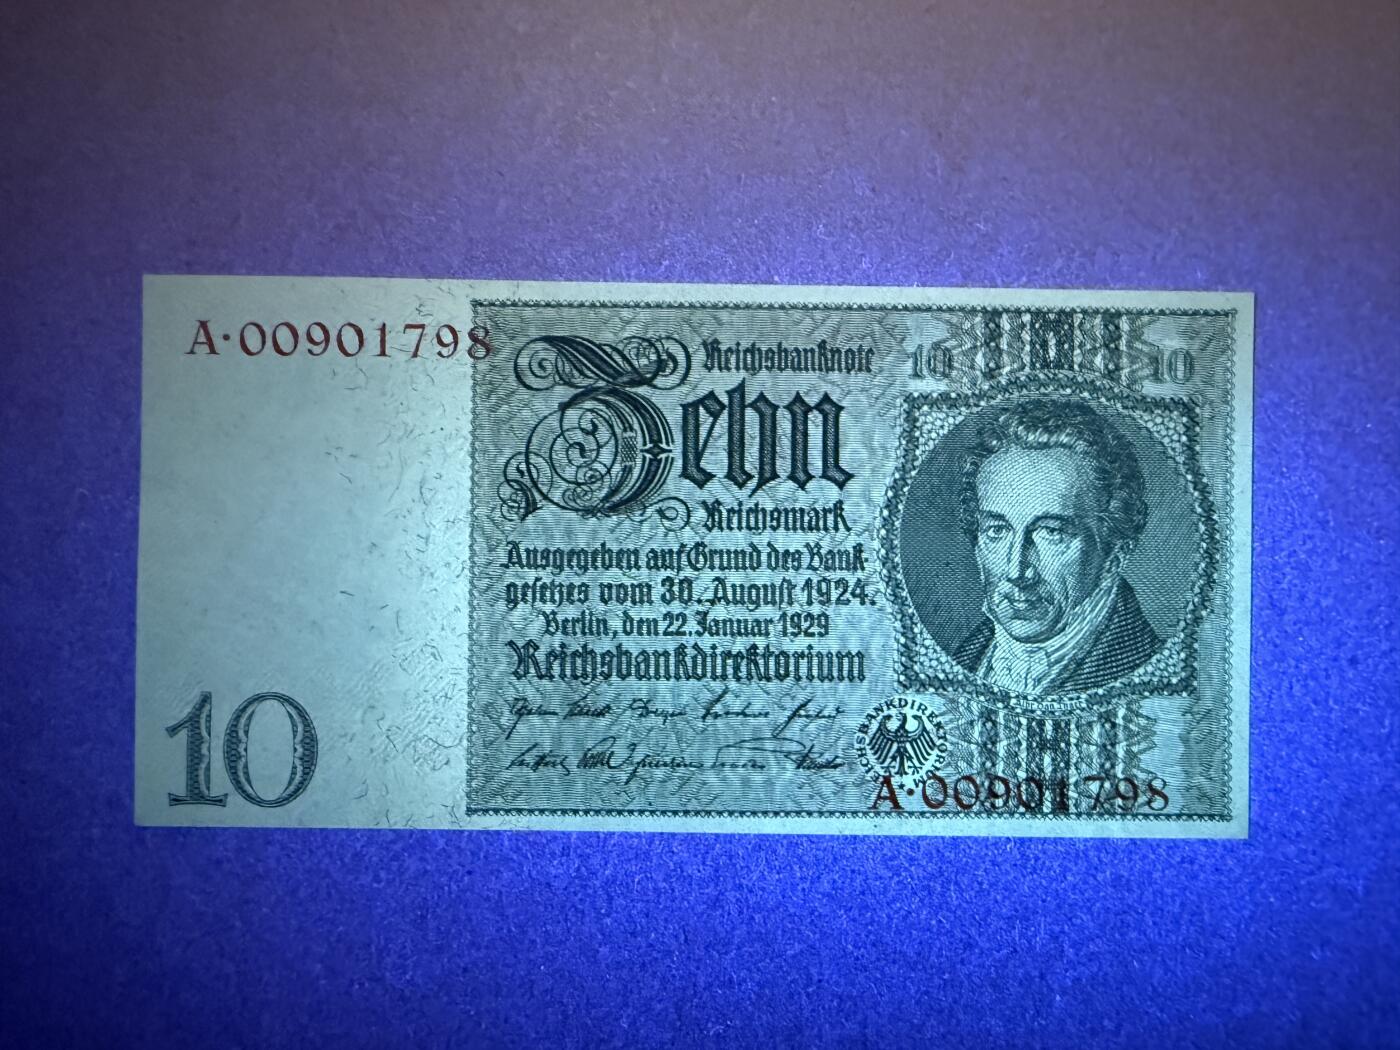 A·00901798
Reichsbanknote
10
10
Zehn
Reichsmark
Ausgegeben auf Grund des Bank-
gesetzes vom 30. August 1924.
Berlin, den 22. Januar 1929
Reichsbankdirektorium
10
REICHSBANKDIREKTORIUM
A·00901798